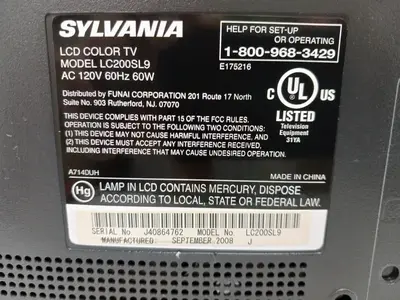 SYLVANIA
LCD COLOR TV
MODEL LC200SL9
AC 120V 60Hz 60W
HELP FOR SET-UP
OR OPERATING
1-800-968-3429
E175216
Distributed by FUNAI CORPORATION 201 Route 17 North
Suite No. 903 Rutherford, NJ. 07070
THIS DEVICE COMPLIES WITH PART 15 OF THE FCC RULES.
OPERATION IS SUBJECT TO THE FOLLOWING TWO CONDITIONS:
(1) THIS DEVICE MAY NOT CAUSE HARMFUL INTERFERENCE, AND
(2) THIS DEVICE MUST ACCEPT ANY INTERFERENCE RECEIVED,
INCLUDING INTERFERENCE THAT MAY CAUSE UNDESIRED OPERATION.
C UL US
LISTED
Television
Equipment
31YA
A714DUH
MADE IN CHINA
Hg
LAMP IN LCD CONTAINS MERCURY, DISPOSE
ACCORDING TO LOCAL, STATE OR FEDERAL LAW.
SERIAL No. J40864762 MODEL No. LC200SL9
MANUFACTURED: SEPTEMBER 2008 J